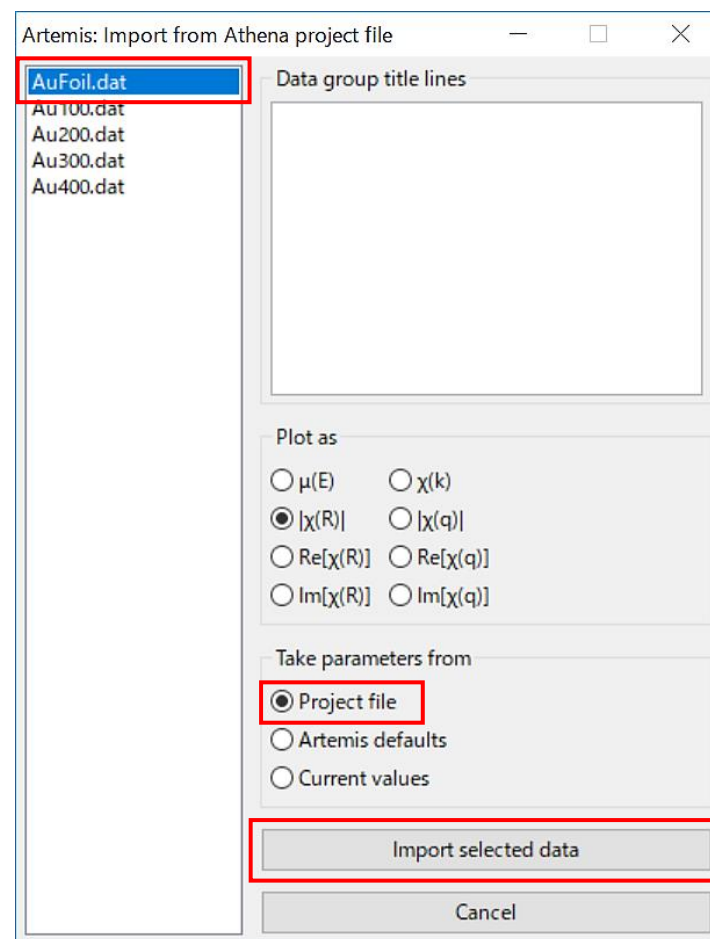 Artemis: Import from Athena project file
AuFoil.dat
Au100.dat
Au200.dat
Au300.dat
Au400.dat
Data group title lines
Plot as
μ(E) χ(k)
|χ(R)| |χ(q)|
Re[χ(R)] Re[χ(q)]
Im[χ(R)] Im[χ(q)]
Take parameters from
Project file
Artemis defaults
Current values
Import selected data
Cancel